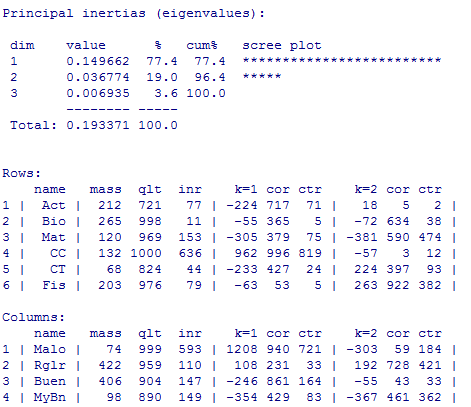 Principal inertias (eigenvalues):
dim    value      %   cum%   scree plot
1      0.149662  77.4  77.4  *************************
2      0.036774  19.0  96.4  *****
3      0.006935   3.6 100.0
       -------- -----
Total: 0.193371 100.0
Rows:
    name   mass  qlt  inr    k=1 cor ctr    k=2 cor ctr
1 |  Act |  212  721   77 | -224 717  71 |   18   5   2 |
2 |  Bio |  265  998   11 |  -55 365   5 |  -72 634  38 |
3 |  Mat |  120  969  153 | -305 379  75 | -381 590 474 |
4 |   CC |  132 1000  636 |  962 996 819 |  -57   3  12 |
5 |   CT |   68  824   44 | -233 427  24 |  224 397  93 |
6 |  Fis |  203  976   79 |  -63  53   5 |  263 922 382 |
Columns:
    name   mass  qlt  inr    k=1 cor ctr    k=2 cor ctr
1 | Malo |   74  999  593 | 1208 940 721 | -303  59 184 |
2 | Rglr |  422  959  110 |  108 231  33 |  192 728 421 |
3 | Buen |  406  904  147 | -246 861 164 |  -55  43  33 |
4 | MyBn |   98  890  149 | -354 429  83 | -367 461 362 |